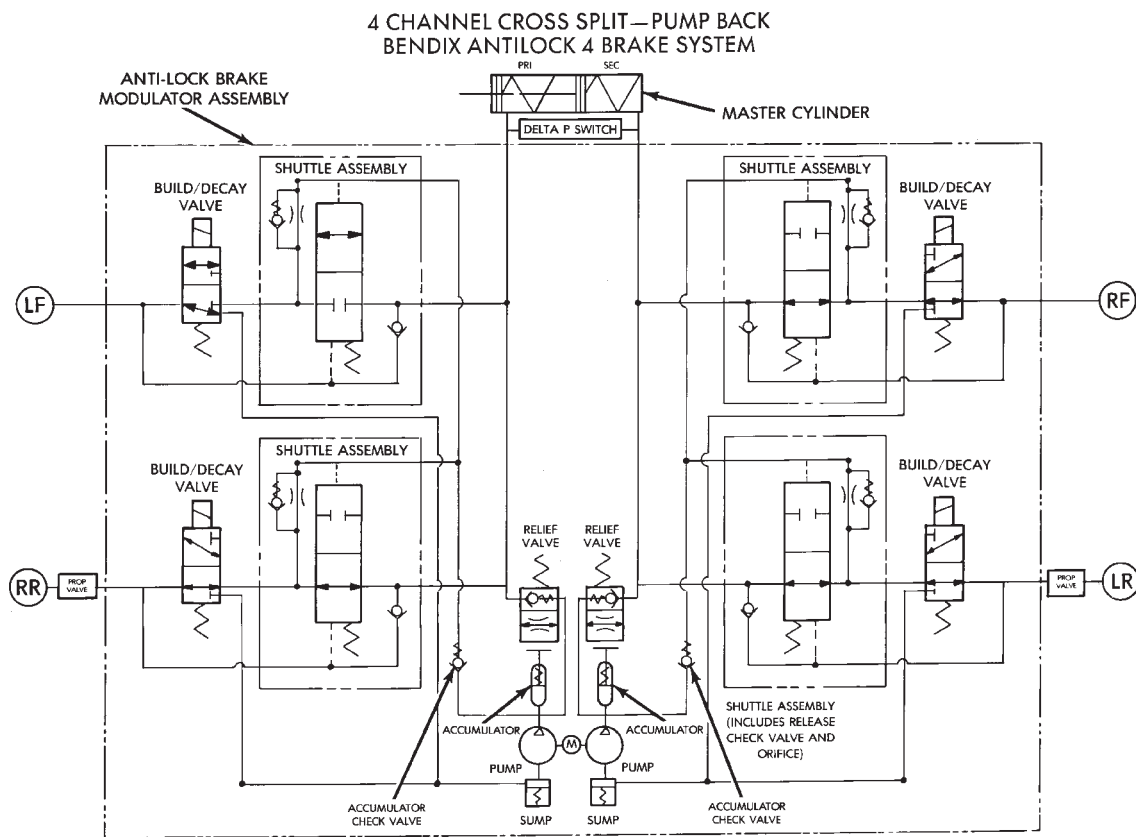 4 CHANNEL CROSS SPLIT—PUMP BACK
BENDIX ANTILOCK 4 BRAKE SYSTEM
PRI
SEC
ANTI-LOCK BRAKE
MODULATOR ASSEMBLY
MASTER CYLINDER
DELTA P SWITCH
SHUTTLE ASSEMBLY
SHUTTLE ASSEMBLY
BUILD/DECAY
VALVE
BUILD/DECAY
VALVE
LF
RF
SHUTTLE ASSEMBLY
BUILD/DECAY
VALVE
BUILD/DECAY
VALVE
RELIEF
VALVE
RELIEF
VALVE
RR
PROP
VALVE
PROP
VALVE
LR
ACCUMULATOR
ACCUMULATOR
SHUTTLE ASSEMBLY
(INCLUDES RELEASE
CHECK VALVE AND
ORIFICE)
M
PUMP
PUMP
ACCUMULATOR
CHECK VALVE
SUMP
SUMP
ACCUMULATOR
CHECK VALVE